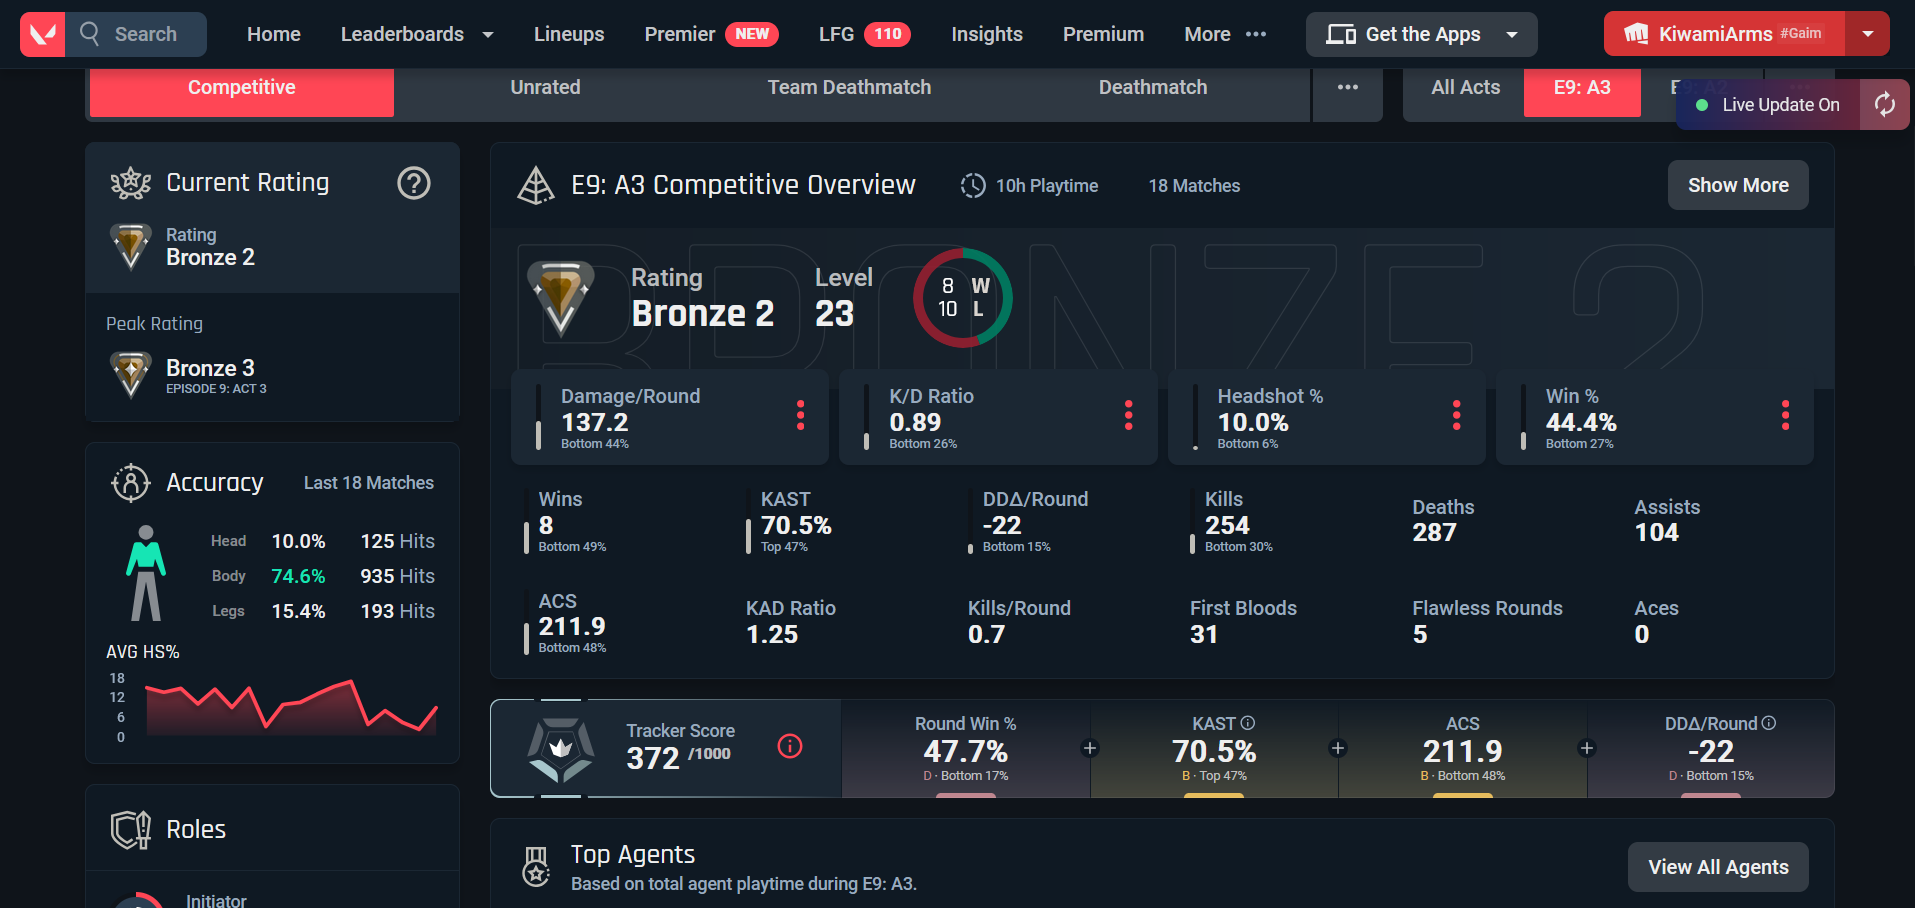 Search
Home
Leaderboards
Lineups
Premier NEW
LFG 110
Insights
Premium
More
Get the Apps
KiwamiArms #Gaim
Competitive
Unrated
Team Deathmatch
Deathmatch
All Acts
E9: A3
E9: A2
Live Update On
Current Rating
?
Rating
Bronze 2
Peak Rating
Bronze 3
EPISODE 9: ACT 3
Accuracy
Last 18 Matches
Head 10.0% 125 Hits
Body 74.6% 935 Hits
Legs 15.4% 193 Hits
AVG HS%
18
12
6
0
Roles
Initiator
E9: A3 Competitive Overview
10h Playtime
18 Matches
Show More
BRONZE 2
Rating
Bronze 2
Level
23
8 W
10 L
Damage/Round
137.2
Bottom 44%
K/D Ratio
0.89
Bottom 26%
Headshot %
10.0%
Bottom 6%
Win %
44.4%
Bottom 27%
Wins
8
Bottom 49%
KAST
70.5%
Top 47%
DDΔ/Round
-22
Bottom 15%
Kills
254
Bottom 30%
Deaths
287
Assists
104
ACS
211.9
Bottom 48%
KAD Ratio
1.25
Kills/Round
0.7
First Bloods
31
Flawless Rounds
5
Aces
0
Tracker Score
372 /1000
Round Win %
47.7%
D · Bottom 17%
KAST
70.5%
B · Top 47%
ACS
211.9
B · Bottom 48%
DDΔ/Round
-22
D · Bottom 15%
Top Agents
Based on total agent playtime during E9: A3.
View All Agents